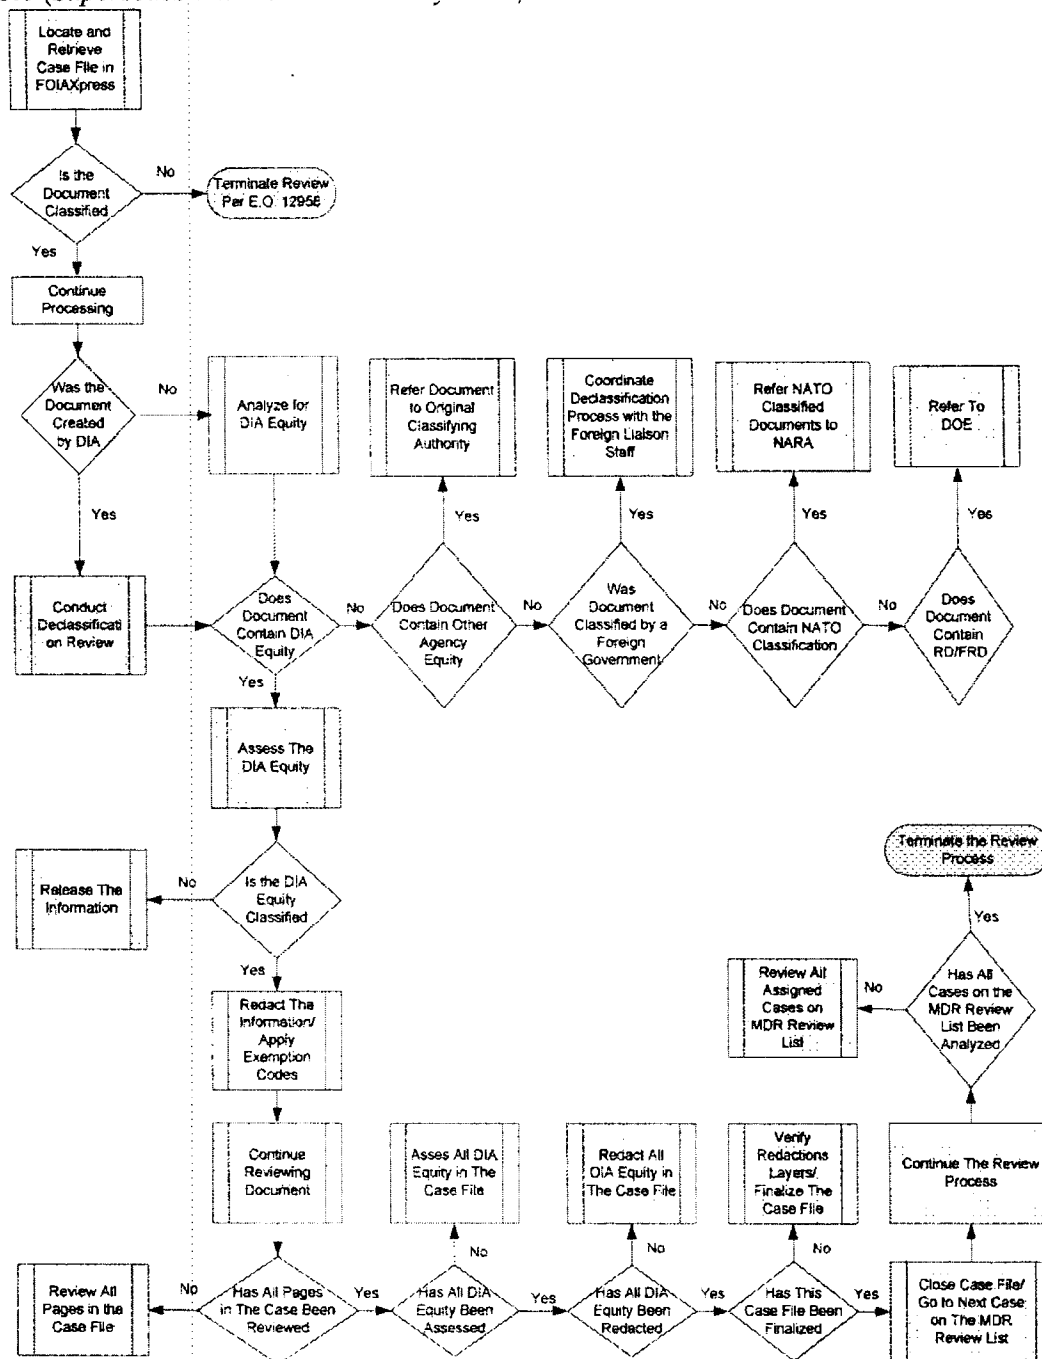 Locate and
Retrieve
Case File in
FOIAXpress
Is the
Document
Classified
No
Terminate Review
Per E.O. 12958
Yes
Continue
Processing
Was the
Document
Created
by DIA
No
Analyze for
DIA Equity
Refer Document
to Original
Classifying
Authority
Coordinate
Declassification
Process with the
Foreign Liaison
Staff
Refer NATO
Classified
Documents to
NARA
Refer To
DOE
Yes
Yes
Yes
Yes
Yes
Conduct
Declassificati
on Review
Does
Document
Contain DIA
Equity
No
Does Document
Contain Other
Agency
Equity
No
Was
Document
Classified by a
Foreign
Government
No
Does Document
Contain NATO
Classification
No
Does
Document
Contain
RD/FRD
Yes
Assess The
DIA Equity
Release The
Information
No
Is the DIA
Equity
Classified
Yes
Redact The
Information/
Apply
Exemption
Codes
Terminate the Review
Process
Yes
Has All
Cases on the
MDR Review
List Been
Analyzed
No
Review All
Assigned
Cases on
MDR Review
List
Continue
Reviewing
Document
Asses All DIA
Equity in The
Case File
Redact All
DIA Equity in
The Case File
Verify
Redactions
Layers/
Finalize The
Case File
Continue The Review
Process
No
No
No
Review All
Pages in the
Case File
No
Has All Pages
in The Case Been
Reviewed
Yes
Has All DIA
Equity Been
Assessed
Yes
Has All DIA
Equity Been
Redacted
Yes
Has This
Case File Been
Finalized
Yes
Close Case File/
Go to Next Case
on The MDR
Review List